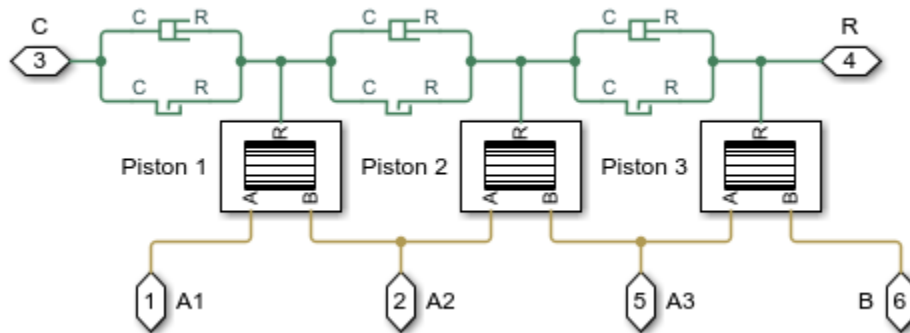 C R C R C R
C R
3 4
C R C R C R
R R R
Piston 1 Piston 2 Piston 3
A B A B A B
1 A1 2 A2 5 A3 B 6